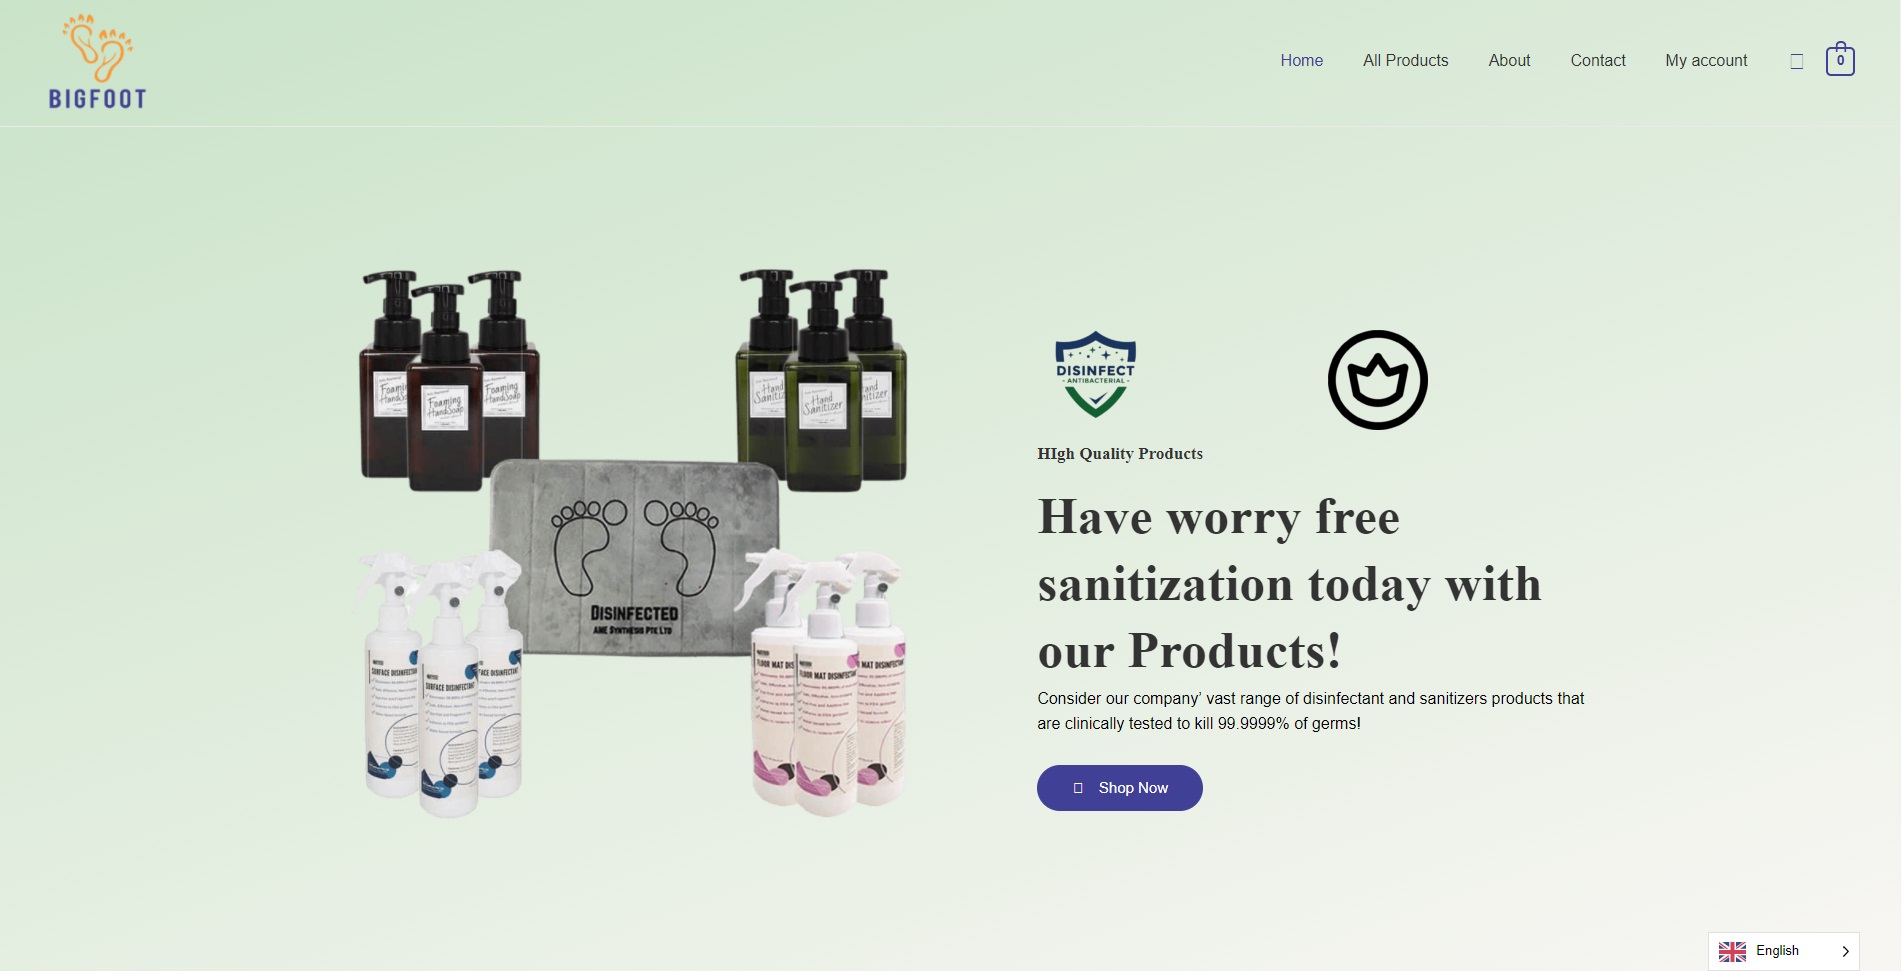 BIGFOOT
Home
All Products
About
Contact
My account
0
Foaming
HandSoap
Foaming
HandSoap
Hand
Sanitizer
DISINFECTED
AME SYNTHESIS PTE LTD
SURFACE DISINFECTANT
FLOOR MAT DISINFECTANT
DISINFECT
- ANTIBACTERIAL -
HIgh Quality Products
Have worry free
sanitization today with
our Products!
Consider our company’ vast range of disinfectant and sanitizers products that
are clinically tested to kill 99.9999% of germs!
Shop Now
English